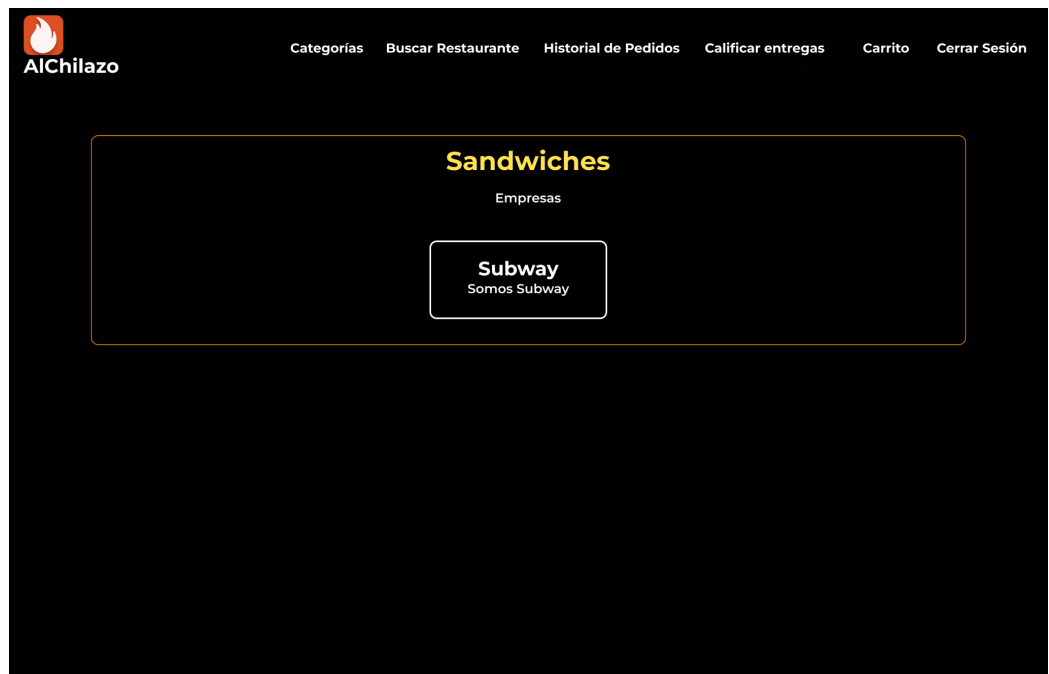 AlChilazo
Categorías Buscar Restaurante Historial de Pedidos Calificar entregas Carrito Cerrar Sesión
Sandwiches
Empresas
Subway
Somos Subway